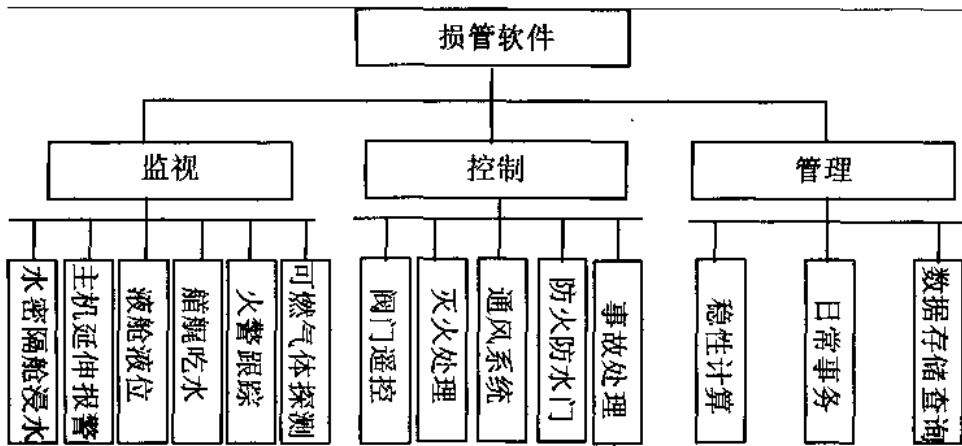 损管软件
监视
控制
管理
水密隔舱浸水
主机延伸报警
液舱液位
艏艉吃水
火警跟踪
可燃气体探测
阀门遥控
灭火处理
通风系统
防火防水门
事故处理
稳性计算
日常事务
数据存储查询